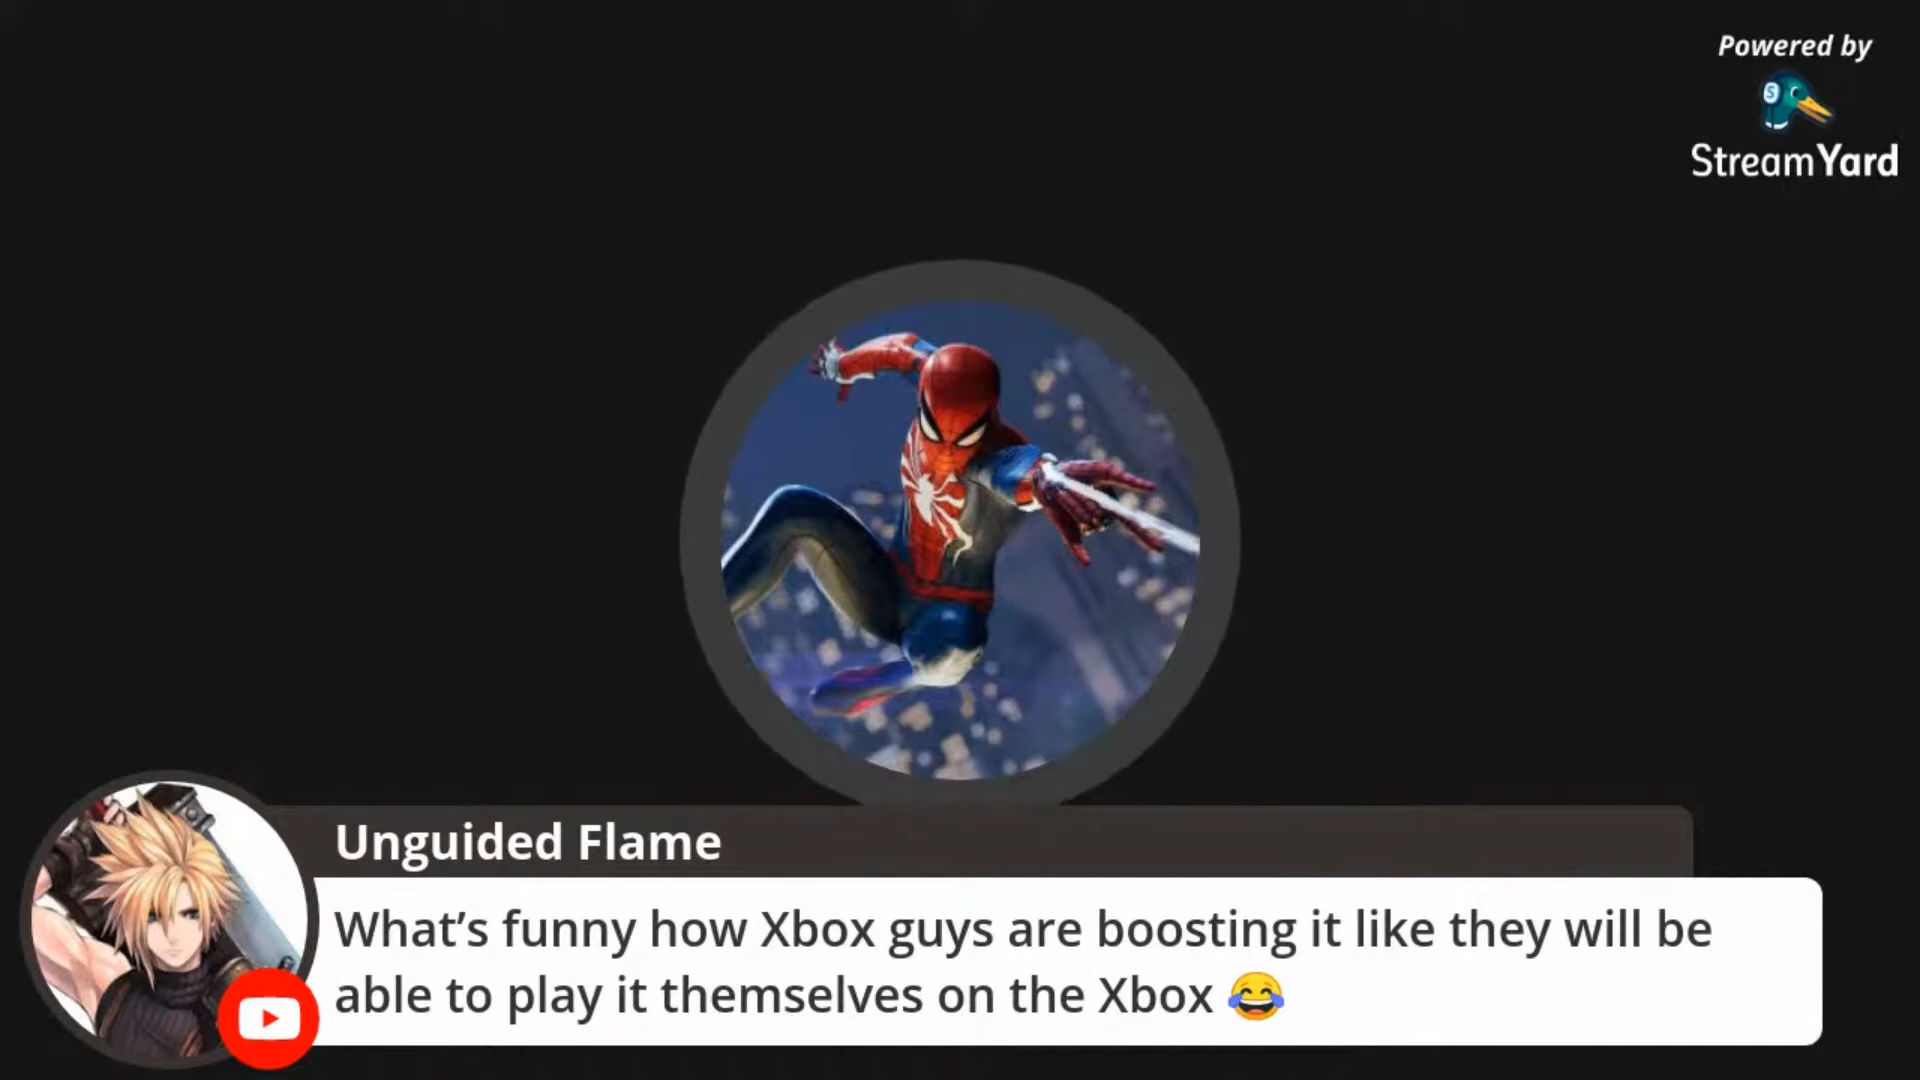 Powered by
StreamYard
Unguided Flame
What’s funny how Xbox guys are boosting it like they will be
able to play it themselves on the Xbox 😂